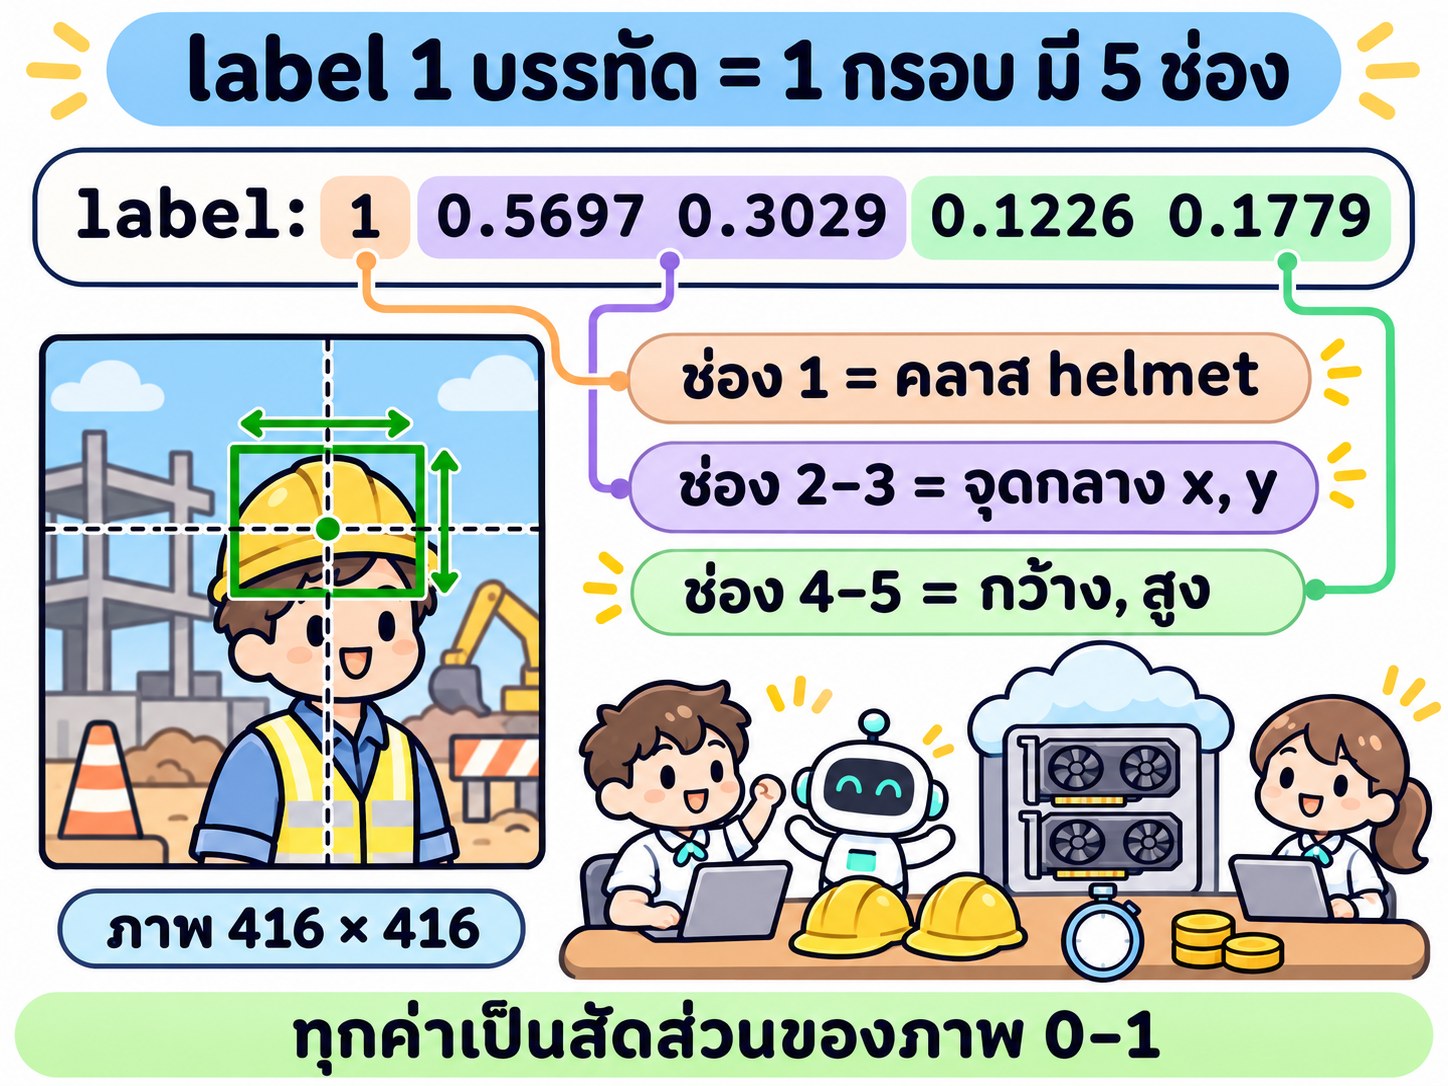 label 1 บรรทัด = 1 กรอบ มี 5 ช่อง
label: 1 0.5697 0.3029 0.1226 0.1779
ช่อง 1 = คลาส helmet
ช่อง 2-3 = จุดกลาง x, y
ช่อง 4-5 = กว้าง, สูง
ภาพ 416 × 416
ทุกค่าเป็นสัดส่วนของภาพ 0-1